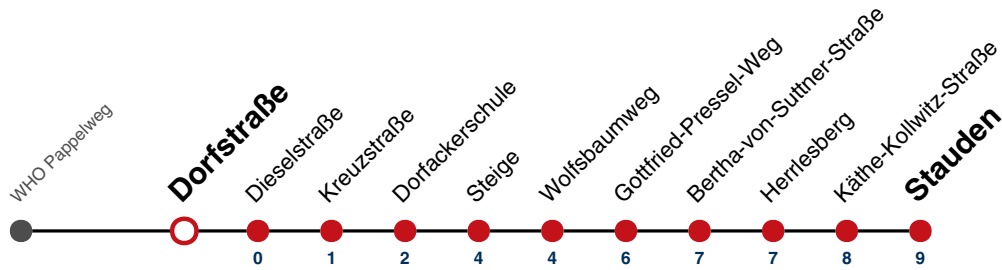 WHO Pappelweg
Dorfstraße
Dieselstraße
Kreuzstraße
Dorfackerschule
Steige
Wolfsbaumweg
Gottfried-Pressel-Weg
Bertha-von-Suttner-Straße
Herrlesberg
Käthe-Kollwitz-Straße
Stauden
0 1 2 4 4 6 7 7 8 9